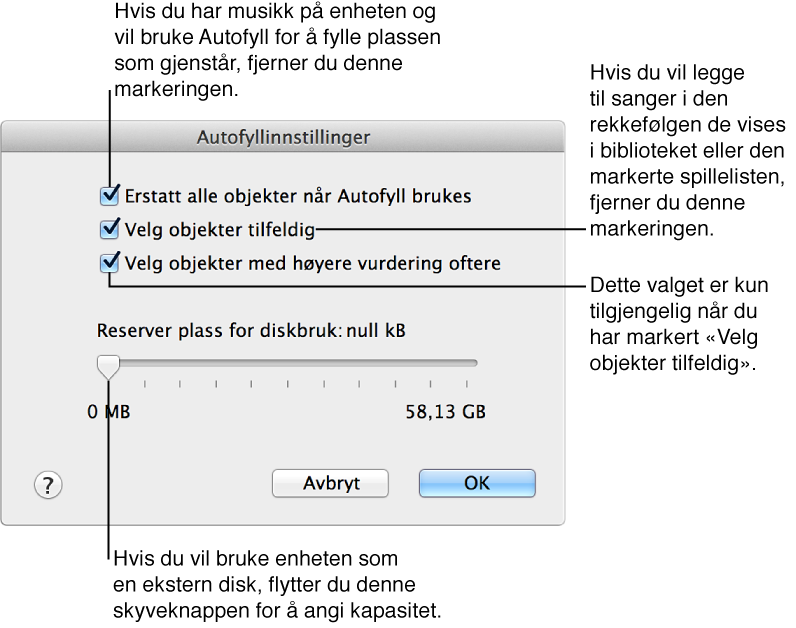 Hvis du har musikk på enheten og
vil bruke Autofyll for å fylle plassen
som gjenstår, fjerner du denne
markeringen.
Hvis du vil legge
til sanger i den
rekkefølgen de vises
i biblioteket eller den
markerte spillelisten,
fjerner du denne
markeringen.
Autofyllinnstillinger
Erstatt alle objekter når Autofyll brukes
Velg objekter tilfeldig
Velg objekter med høyere vurdering oftere
Dette valget er kun
tilgjengelig når du
har markert «Velg
objekter tilfeldig».
Reserver plass for diskbruk: null kB
0 MB 58,13 GB
? Avbryt OK
Hvis du vil bruke enheten som
en ekstern disk, flytter du denne
skyveknappen for å angi kapasitet.